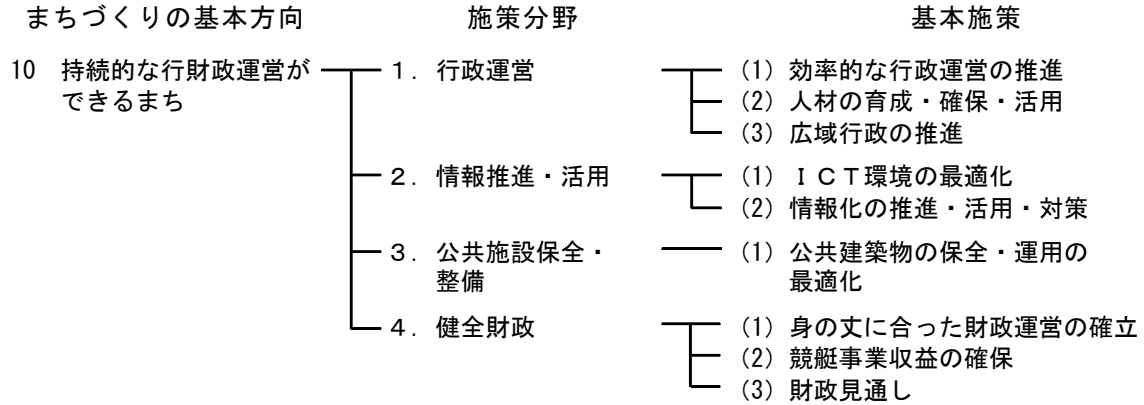 まちづくりの基本方向 施策分野 基本施策
10 持続的な行財政運営が 1．行政運営 (1) 効率的な行政運営の推進
できるまち (2) 人材の育成・確保・活用
(3) 広域行政の推進
2．情報推進・活用 (1) ＩＣＴ環境の最適化
(2) 情報化の推進・活用・対策
3．公共施設保全・ (1) 公共建築物の保全・運用の
整備 最適化
4．健全財政 (1) 身の丈に合った財政運営の確立
(2) 競艇事業収益の確保
(3) 財政見通し